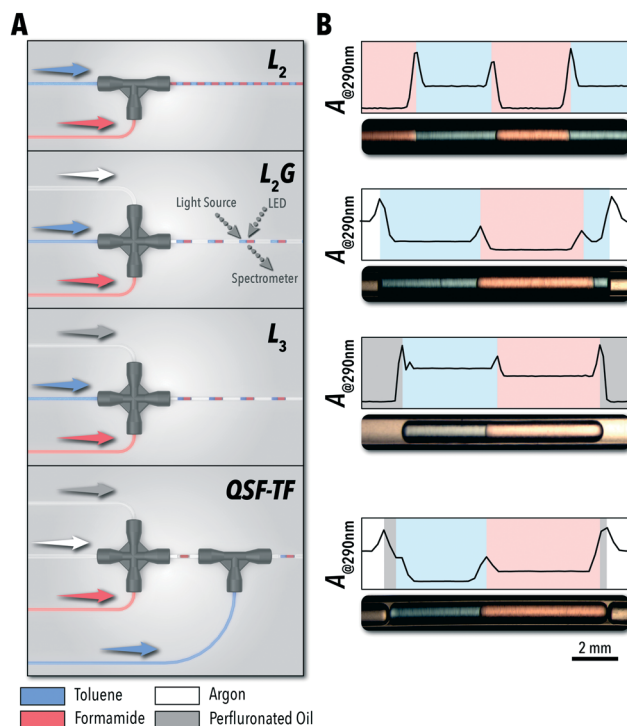 A
B
L2
A@290nm
L2G
Light Source
LED
Spectrometer
A@290nm
L3
A@290nm
QSF-TF
A@290nm
2 mm
Toluene
Argon
Formamide
Perfluronated Oil